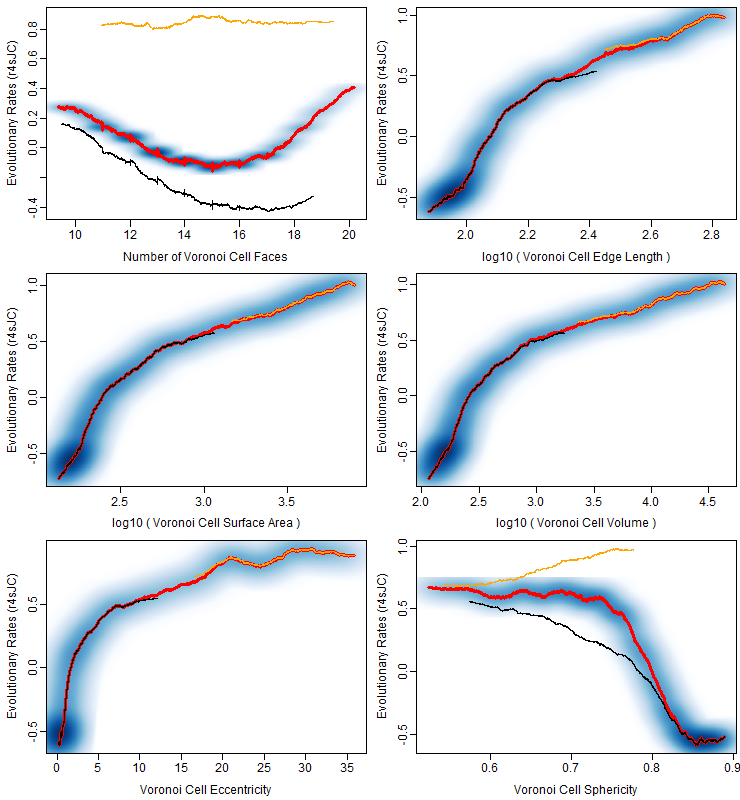 Evolutionary Rates (r4sJC)
-0.4 0.0 0.2 0.4 0.8
10 12 14 16 18 20
Number of Voronoi Cell Faces
Evolutionary Rates (r4sJC)
-0.5 0.0 0.5 1.0
2.0 2.2 2.4 2.6 2.8
log10 ( Voronoi Cell Edge Length )
Evolutionary Rates (r4sJC)
-0.5 0.0 0.5 1.0
2.5 3.0 3.5
log10 ( Voronoi Cell Surface Area )
Evolutionary Rates (r4sJC)
-0.5 0.0 0.5 1.0
2.0 2.5 3.0 3.5 4.0 4.5
log10 ( Voronoi Cell Volume )
Evolutionary Rates (r4sJC)
-0.5 0.0 0.5
0 5 10 15 20 25 30 35
Voronoi Cell Eccentricity
Evolutionary Rates (r4sJC)
-0.5 0.0 0.5 1.0
0.6 0.7 0.8 0.9
Voronoi Cell Sphericity